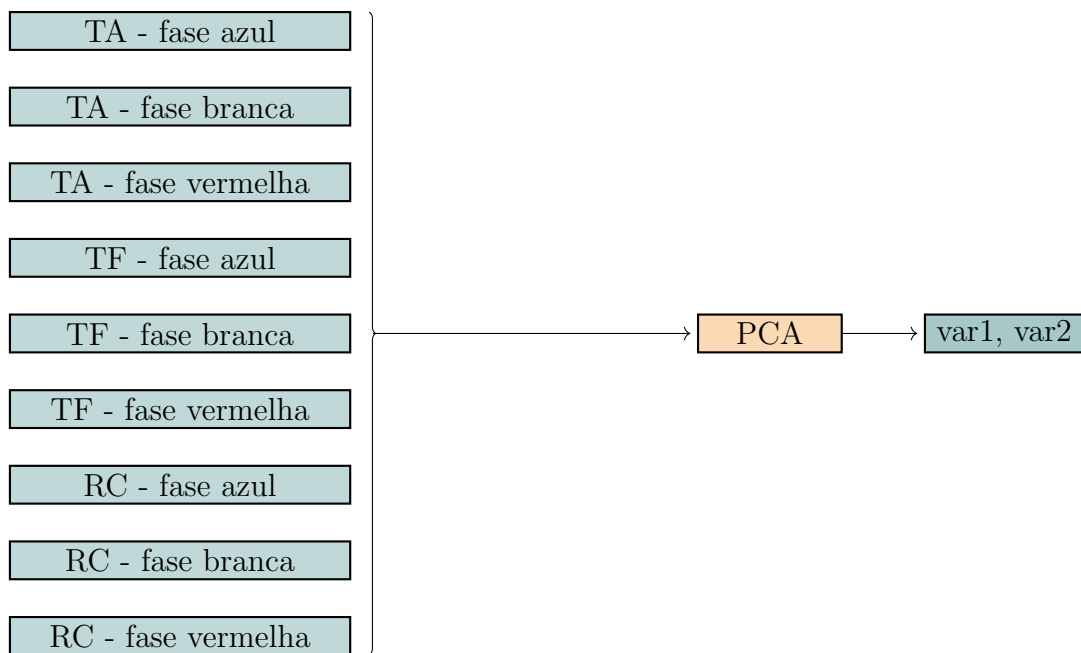 TA - fase azul
TA - fase branca
TA - fase vermelha
TF - fase azul
TF - fase branca
TF - fase vermelha
RC - fase azul
RC - fase branca
RC - fase vermelha
PCA
var1, var2